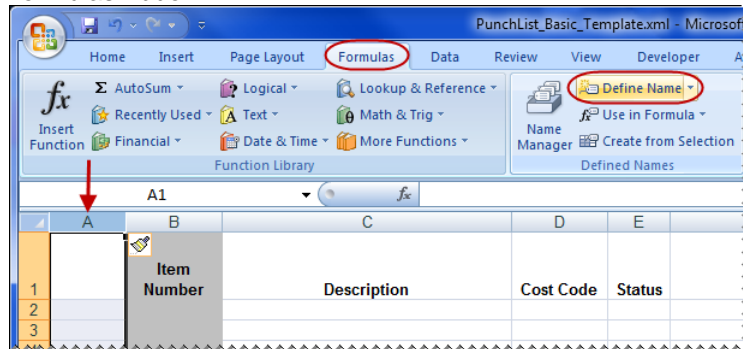 PunchList_Basic_Template.xml - Microsof
Home Insert Page Layout Formulas Data Review View Developer A
fx Insert Function
Σ AutoSum
Recently Used
Financial
Logical
Text
Date & Time
Lookup & Reference
Math & Trig
More Functions
Function Library
Name Manager
Define Name
Use in Formula
Create from Selection
Defined Names
A1 fx
A B C D E
1 Item Number Description Cost Code Status
2
3